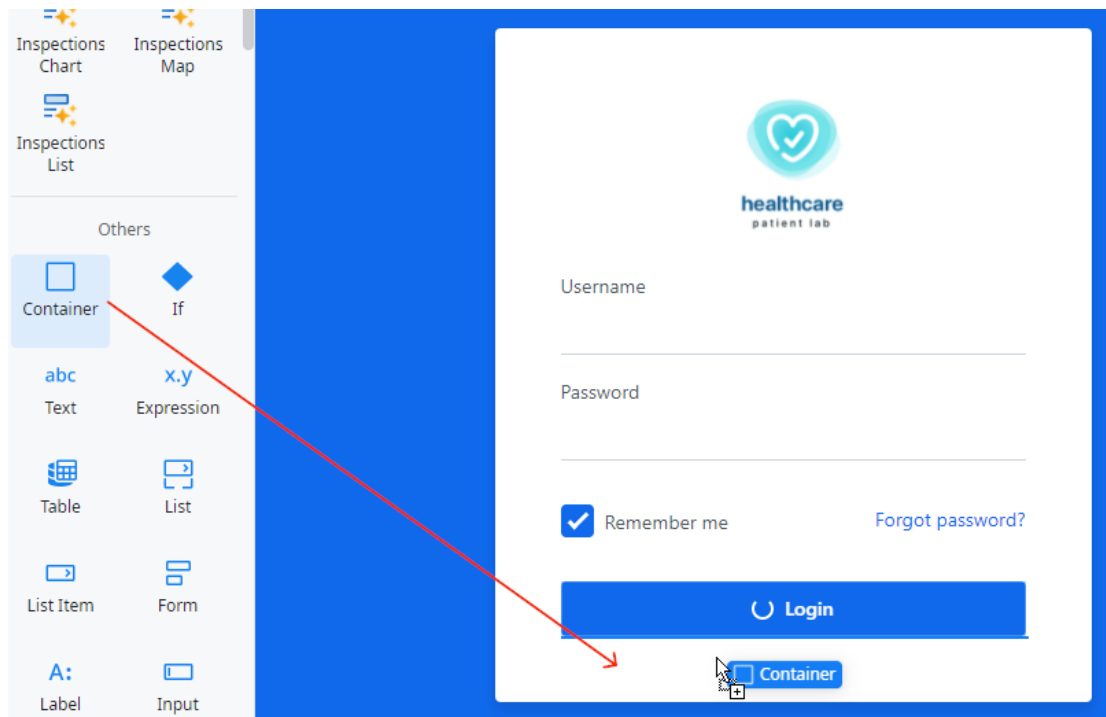 Inspections
Chart
Inspections
Map
Inspections
List
Others
Container
If
abc
Text
x.y
Expression
Table
List
List Item
Form
A:
Label
Input
healthcare
patient lab
Username
Password
Remember me
Forgot password?
Login
Container